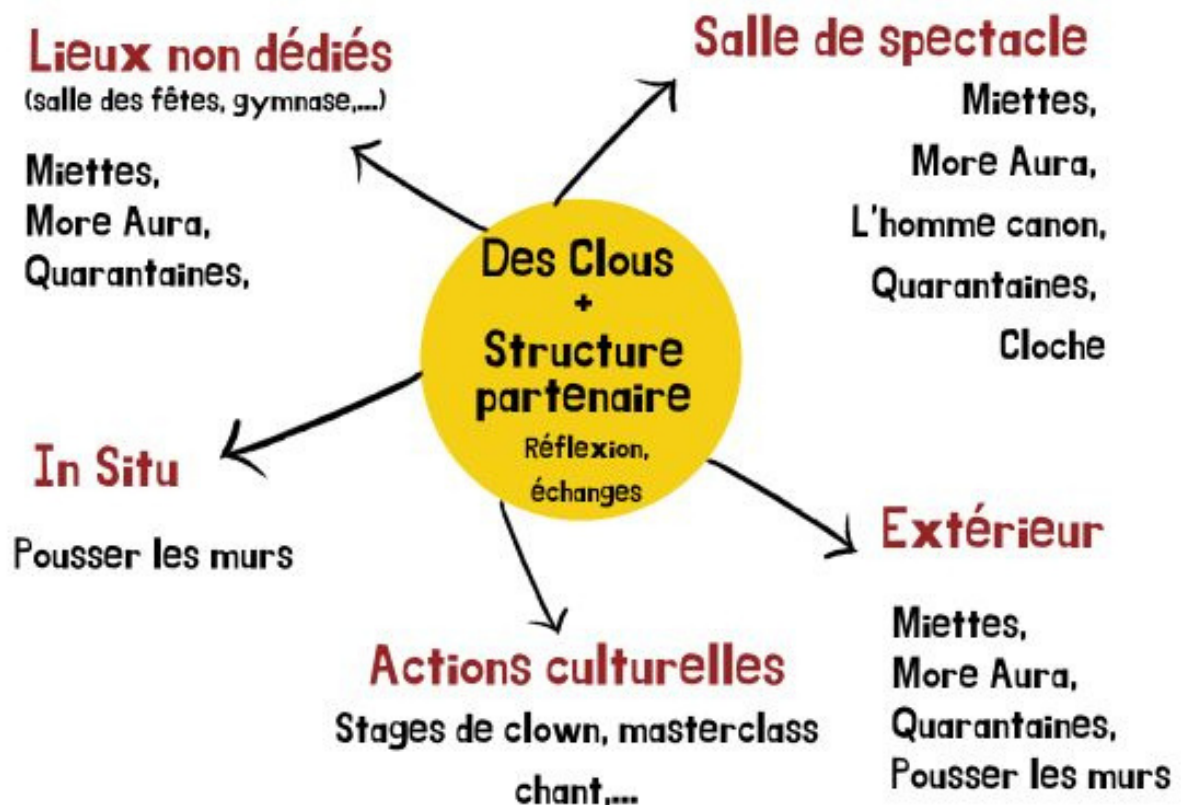 Lieux non dédiés
(salle des fêtes, gymnase,...)
Miettes,
More Aura,
Quarantaines,
Salle de spectacle
Miettes,
More Aura,
L'homme canon,
Quarantaines,
Cloche
Des Clous
+
Structure
partenaire
Réflexion,
échanges
In Situ
Pousser les murs
Actions culturelles
Stages de clown, masterclass
chant,...
Extérieur
Miettes,
More Aura,
Quarantaines,
Pousser les murs